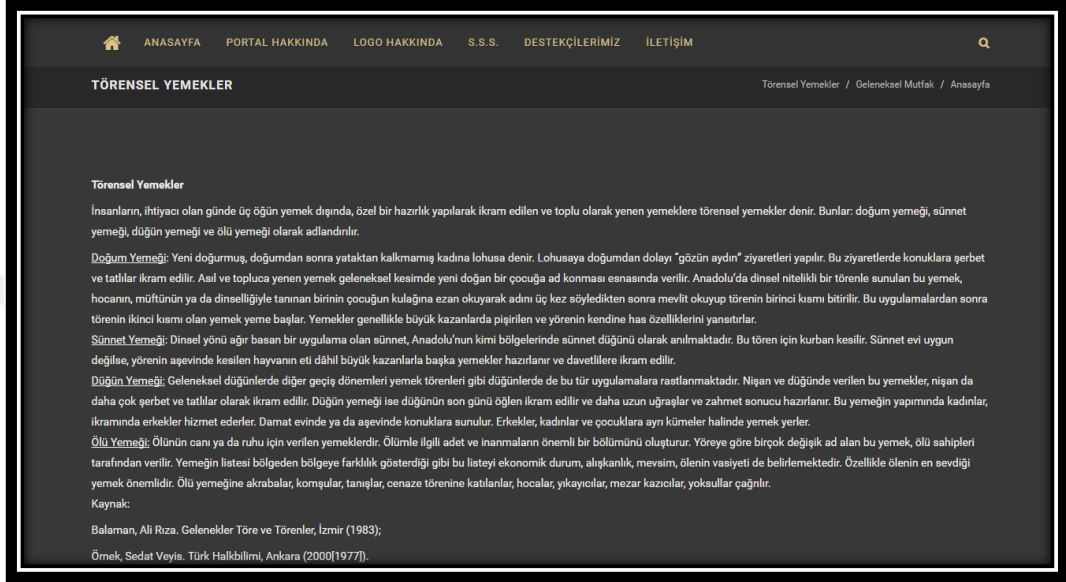 ANASAYFA PORTAL HAKKINDA LOGO HAKKINDA S.S.S. DESTEKÇİLERİMİZ İLETİŞİM
TÖRENSEL YEMEKLER
Törensel Yemekler / Geleneksel Mutfak / Anasayfa
Törensel Yemekler
İnsanların, ihtiyacı olan günde üç öğün yemek dışında, özel bir hazırlık yapılarak ikram edilen ve toplu olarak yenen yemeklere törensel yemekler denir. Bunlar: doğum yemeği, sünnet
yemeği, düğün yemeği ve ölü yemeği olarak adlandırılır.
Doğum Yemeği: Yeni doğurmuş, doğumdan sonra yataktan kalkmamış kadına lohusa denir. Lohusaya doğumdan dolayı “gözün aydın” ziyaretleri yapılır. Bu ziyaretlerde konuklara şerbet
ve tatlılar ikram edilir. Asıl ve topluca yenen yemek geleneksel kesimde yeni doğan bir çocuğa ad konması esnasında verilir. Anadolu’da dinsel nitelikli bir törenle sunulan bu yemek,
hocanın, müftünün ya da dinselliğiyle tanınan birinin çocuğun kulağına ezan okuyarak adını üç kez söyledikten sonra mevlit okuyup törenin birinci kısmı bitirilir. Bu uygulamalardan sonra
törenin ikinci kısmı olan yemek yeme başlar. Yemekler genellikle büyük kazanlarda pişirilen ve yörenin kendine has özelliklerini yansıtırlar.
Sünnet Yemeği: Dinsel yönü ağır basan bir uygulama olan sünnet, Anadolu’nun kimi bölgelerinde sünnet düğünü olarak anılmaktadır. Bu tören için kurban kesilir. Sünnet evi uygun
değilse, yörenin aşevinde kesilen hayvanın eti dâhil büyük kazanlarla başka yemekler hazırlanır ve davetlilere ikram edilir.
Düğün Yemeği: Geleneksel düğünlerde diğer geçiş dönemleri yemek törenleri gibi düğünlerde de bu tür uygulamalara rastlanmaktadır. Nişan ve düğünde verilen bu yemekler, nişan da
daha çok şerbet ve tatlılar olarak ikram edilir. Düğün yemeği ise düğünün son günü öğlen ikram edilir ve daha uzun uğraşlar ve zahmet sonucu hazırlanır. Bu yemeğin yapımında kadınlar,
ikramında erkekler hizmet ederler. Damat evinde ya da aşevinde konuklara sunulur. Erkekler, kadınlar ve çocuklara ayrı kümeler halinde yemek yerler.
Ölü Yemeği: Ölünün canı ya da ruhu için verilen yemeklerdir. Ölümle ilgili adet ve inanmaların önemli bir bölümünü oluşturur. Yöreye göre birçok değişik ad alan bu yemek, ölü sahipleri
tarafından verilir. Yemeğin listesi bölgeden bölgeye farklılık gösterdiği gibi bu listeyi ekonomik durum, alışkanlık, mevsim, ölenin vasiyeti de belirlemektedir. Özellikle ölenin en sevdiği
yemek önemlidir. Ölü yemeğine akrabalar, komşular, tanışlar, cenaze törenine katılanlar, hocalar, yıkayıcılar, mezar kazıcılar, yoksullar çağrılır.
Kaynak:
Balaman, Ali Rıza. Gelenekler Töre ve Törenler, İzmir (1983);
Örnek, Sedat Veyis. Türk Halkbilimi, Ankara (2000[1977]).